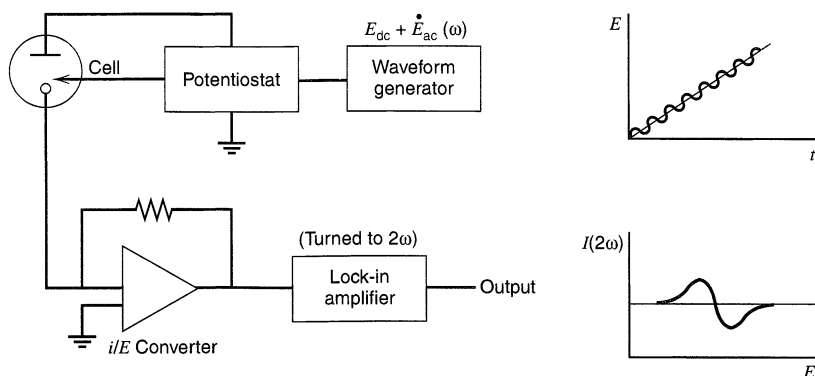 E_dc + Ė_ac (ω)
Cell
Potentiostat
Waveform
generator
E
t
(Turned to 2ω)
Lock-in
amplifier
Output
i/E Converter
I(2ω)
E